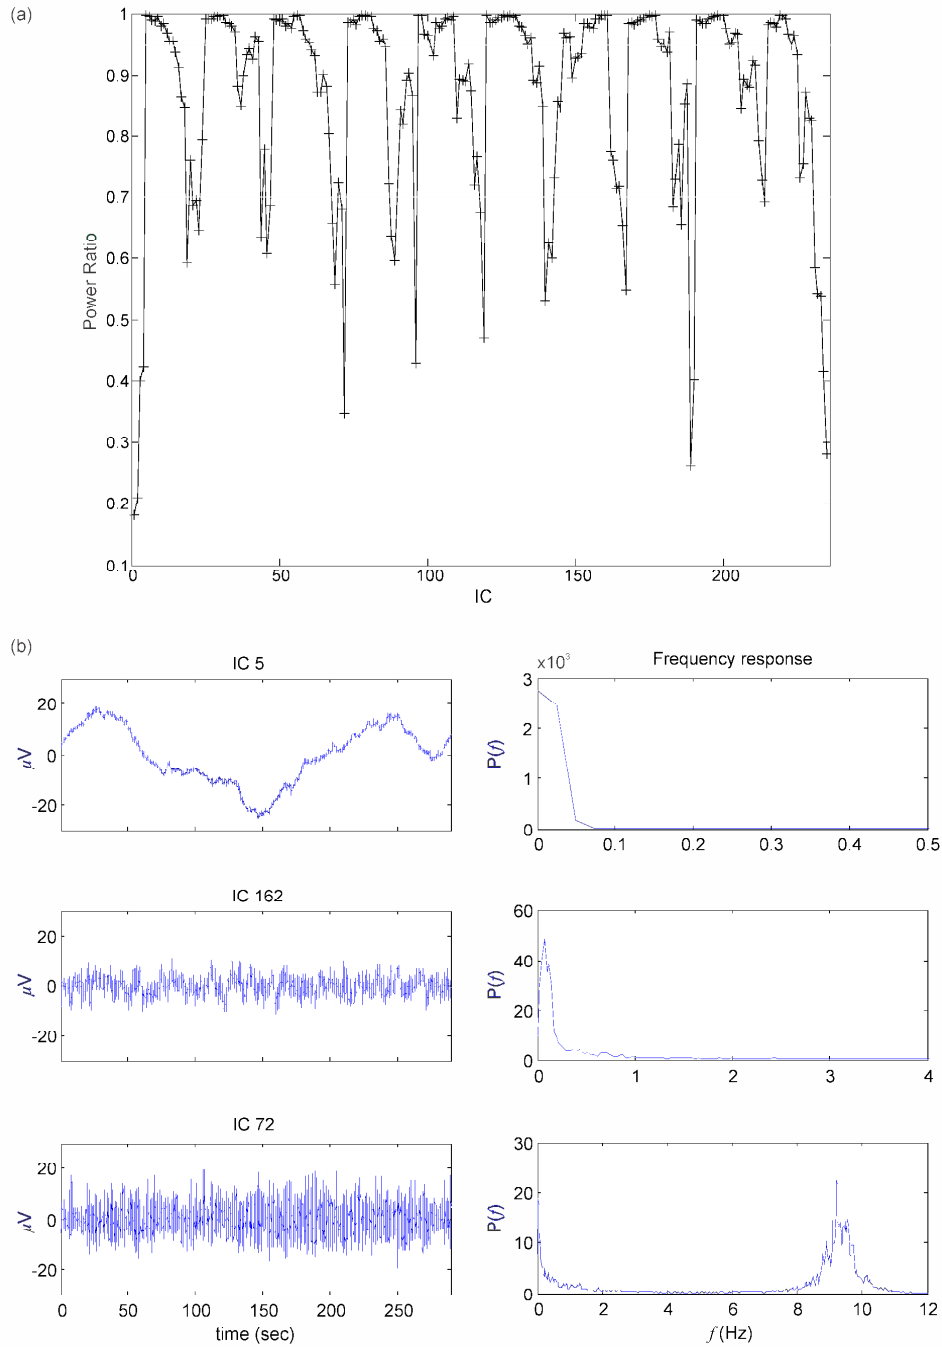 (a)
1
0.9
0.8
0.7
0.6
0.5
0.4
0.3
0.2
0.1
Power Ratio
0 50 100 150 200
IC
(b)
IC 5
20
0
-20
μV
Frequency response
x10³
3
2
1
0
P(f)
0 0.1 0.2 0.3 0.4 0.5
IC 162
20
0
-20
μV
60
40
20
0
P(f)
0 1 2 3 4
IC 72
20
0
-20
μV
0 50 100 150 200 250
time (sec)
30
20
10
0
P(f)
0 2 4 6 8 10 12
f (Hz)